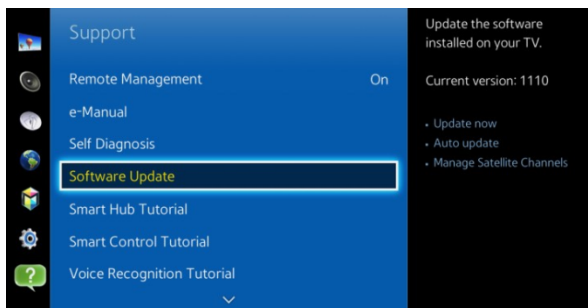 Support
Remote Management On
e-Manual
Self Diagnosis
Software Update
Smart Hub Tutorial
Smart Control Tutorial
Voice Recognition Tutorial
Update the software
installed on your TV.
Current version: 1110
• Update now
• Auto update
• Manage Satellite Channels
?